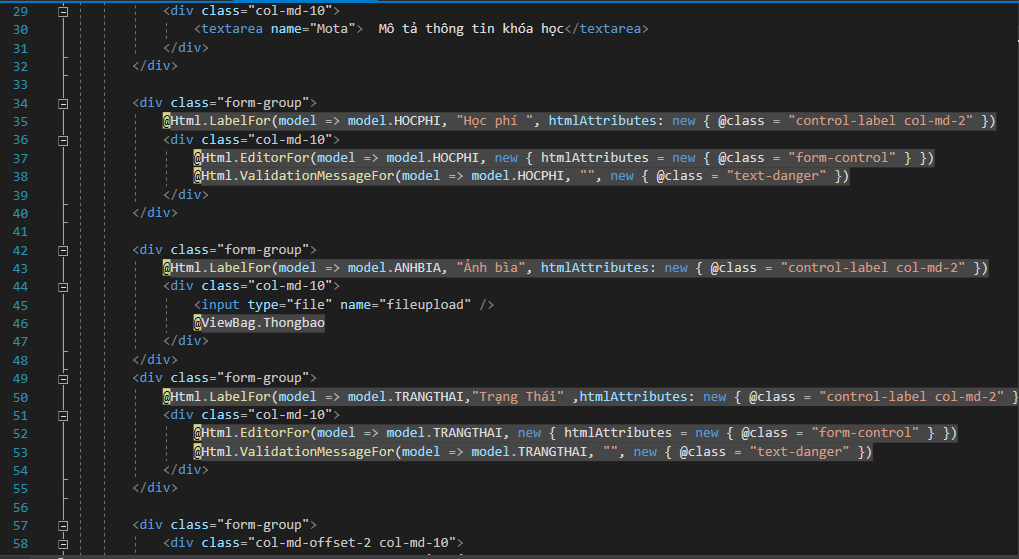 29 <div class="col-md-10">
30 <textarea name="Mota">  Mô tả thông tin khóa học</textarea>
31 </div>
32 </div>
33
34 <div class="form-group">
35 @Html.LabelFor(model => model.HOCPHI, "Học phí ", htmlAttributes: new { @class = "control-label col-md-2" })
36 <div class="col-md-10">
37 @Html.EditorFor(model => model.HOCPHI, new { htmlAttributes = new { @class = "form-control" } })
38 @Html.ValidationMessageFor(model => model.HOCPHI, "", new { @class = "text-danger" })
39 </div>
40 </div>
41
42 <div class="form-group">
43 @Html.LabelFor(model => model.ANHBIA, "Ảnh bìa", htmlAttributes: new { @class = "control-label col-md-2" })
44 <div class="col-md-10">
45 <input type="file" name="fileupload" />
46 @ViewBag.Thongbao
47 </div>
48 </div>
49 <div class="form-group">
50 @Html.LabelFor(model => model.TRANGTHAI,"Trạng Thái" ,htmlAttributes: new { @class = "control-label col-md-2" }
51 <div class="col-md-10">
52 @Html.EditorFor(model => model.TRANGTHAI, new { htmlAttributes = new { @class = "form-control" } })
53 @Html.ValidationMessageFor(model => model.TRANGTHAI, "", new { @class = "text-danger" })
54 </div>
55 </div>
56
57 <div class="form-group">
58 <div class="col-md-offset-2 col-md-10">